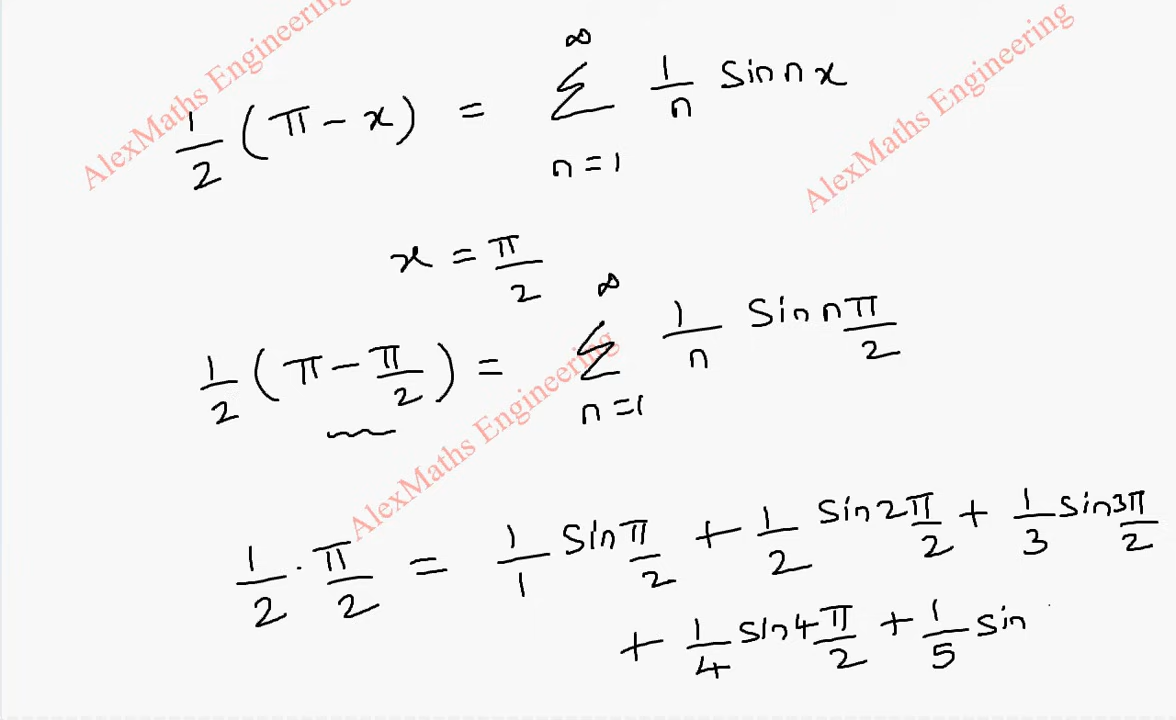 AlexMaths Engineering
AlexMaths Engineering
1/2 (π − x) = ∑_{n=1}^{∞} 1/n Sin nx
x = π/2
1/2 (π − π/2) = ∑_{n=1}^{∞} 1/n Sin nπ/2
AlexMaths Engineering
1/2 · π/2 = 1/1 Sin π/2 + 1/2 Sin 2π/2 + 1/3 Sin 3π/2
+ 1/4 Sin 4π/2 + 1/5 Sin